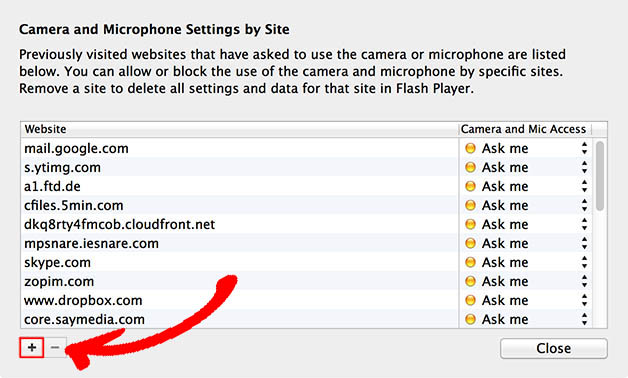 Camera and Microphone Settings by Site
Previously visited websites that have asked to use the camera or microphone are listed
below. You can allow or block the use of the camera and microphone by specific sites.
Remove a site to delete all settings and data for that site in Flash Player.
Website Camera and Mic Access
mail.google.com Ask me
s.ytimg.com Ask me
a1.ftd.de Ask me
cfiles.5min.com Ask me
dkq8rty4fmcob.cloudfront.net Ask me
mpsnare.iesnare.com Ask me
skype.com Ask me
zopim.com Ask me
www.dropbox.com Ask me
core.saymedia.com Ask me
+ − Close